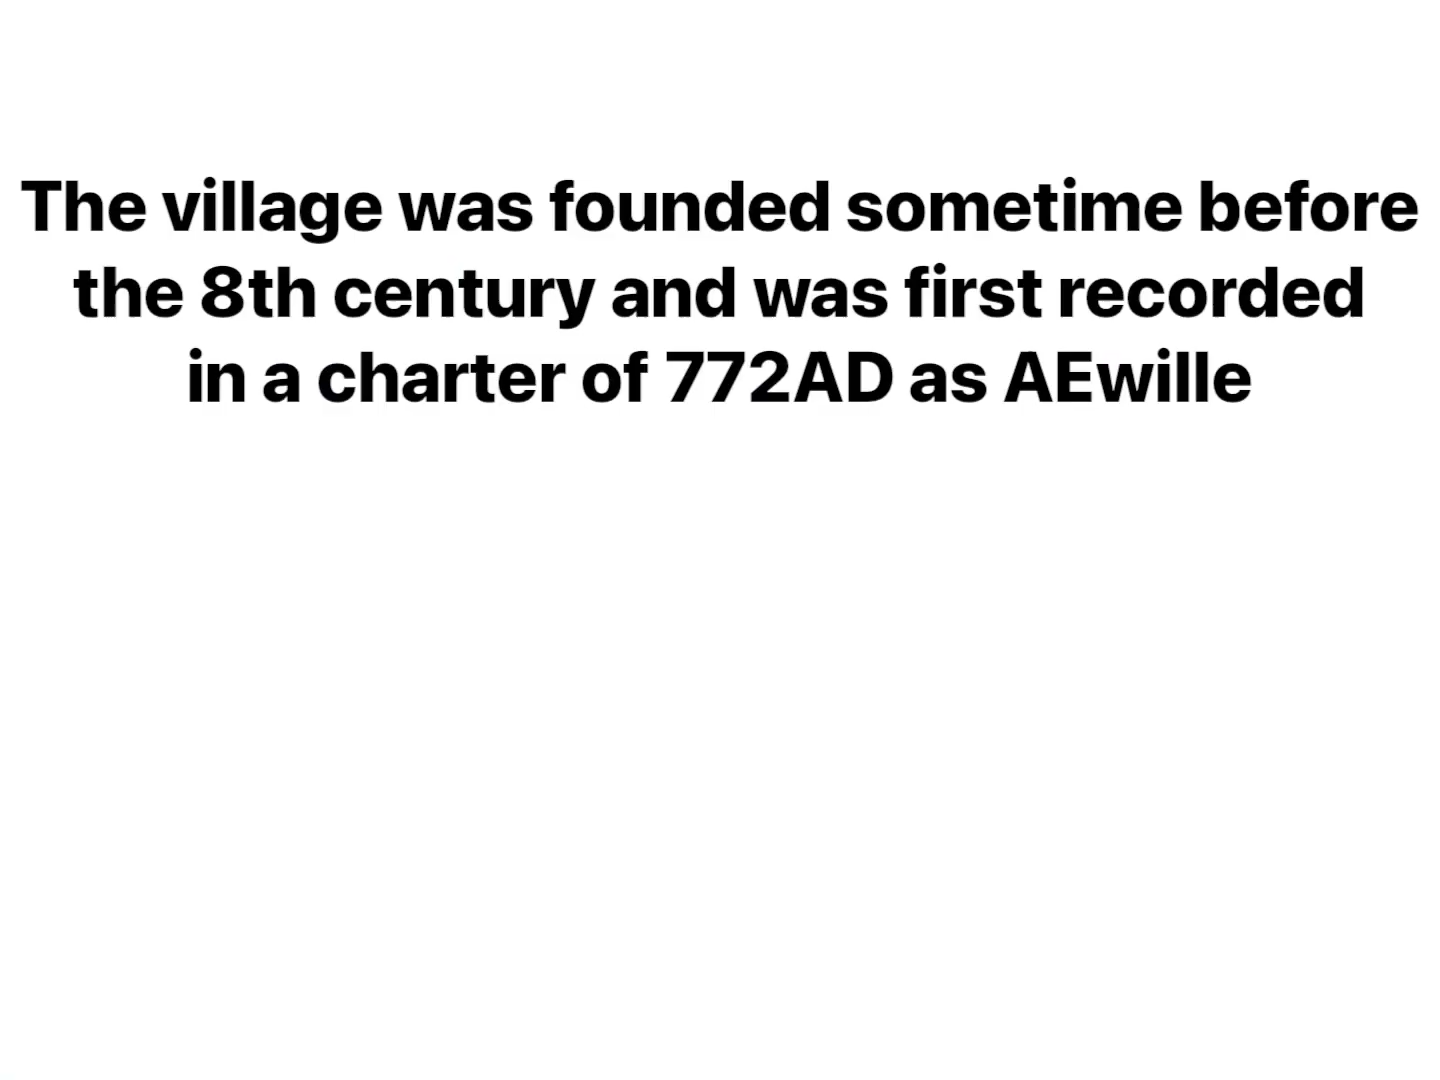 The village was founded sometime before
the 8th century and was first recorded
in a charter of 772AD as AEwille